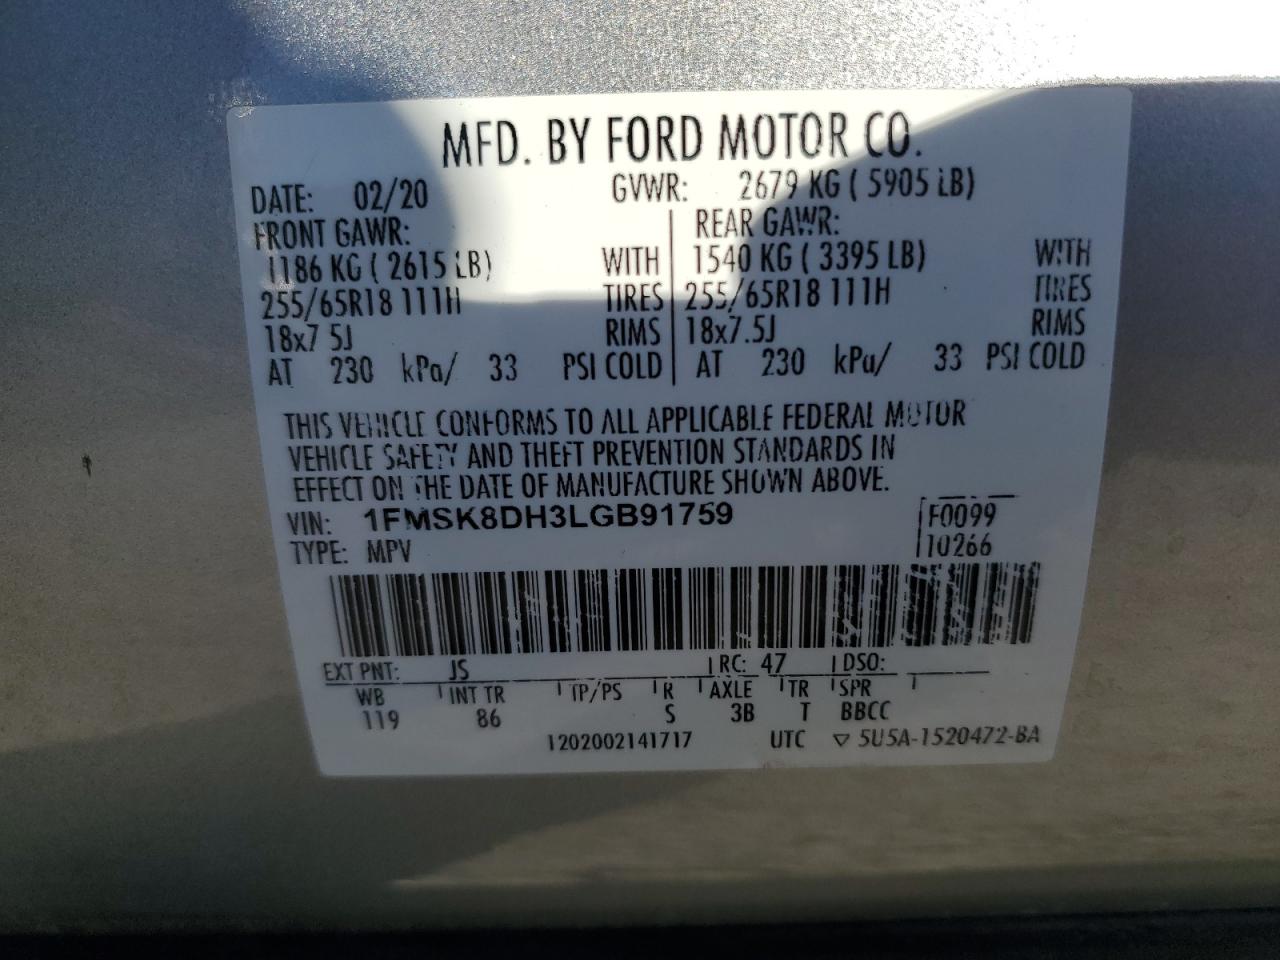 MFD. BY FORD MOTOR CO.
DATE: 02/20 GVWR: 2679 KG ( 5905 LB)
FRONT GAWR: REAR GAWR:
1186 KG ( 2615 LB) WITH 1540 KG ( 3395 LB) WITH
255/65R18 111H TIRES 255/65R18 111H TIRES
18x7.5J RIMS 18x7.5J RIMS
AT 230 kPa/ 33 PSI COLD AT 230 kPa/ 33 PSI COLD
THIS VEHICLE CONFORMS TO ALL APPLICABLE FEDERAL MOTOR
VEHICLE SAFETY AND THEFT PREVENTION STANDARDS IN
EFFECT ON THE DATE OF MANUFACTURE SHOWN ABOVE.
VIN: 1FMSK8DH3LGB91759 F0099
TYPE: MPV 10266
EXT PNT: JS RC: 47 DSO:
WB INT TR TP/PS R AXLE TR SPR
119 86 S 3B T BBCC
1202002141717 UTC ▽ 5U5A-1520472-BA